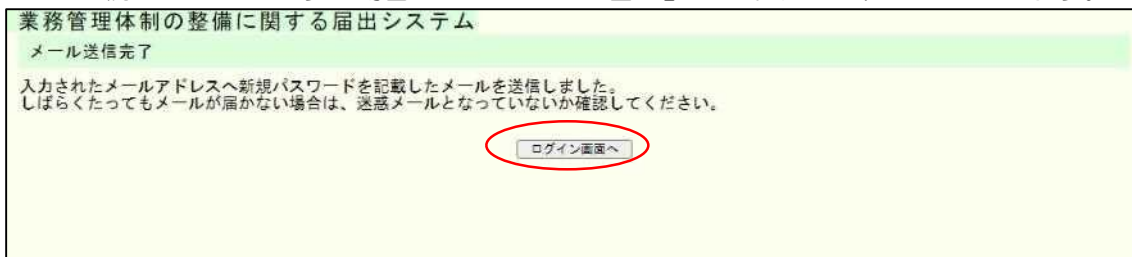 業務管理体制の整備に関する届出システム
メール送信完了
入力されたメールアドレスへ新規パスワードを記載したメールを送信しました。
しばらくたってもメールが届かない場合は、迷惑メールとなっていないか確認してください。
ログイン画面へ